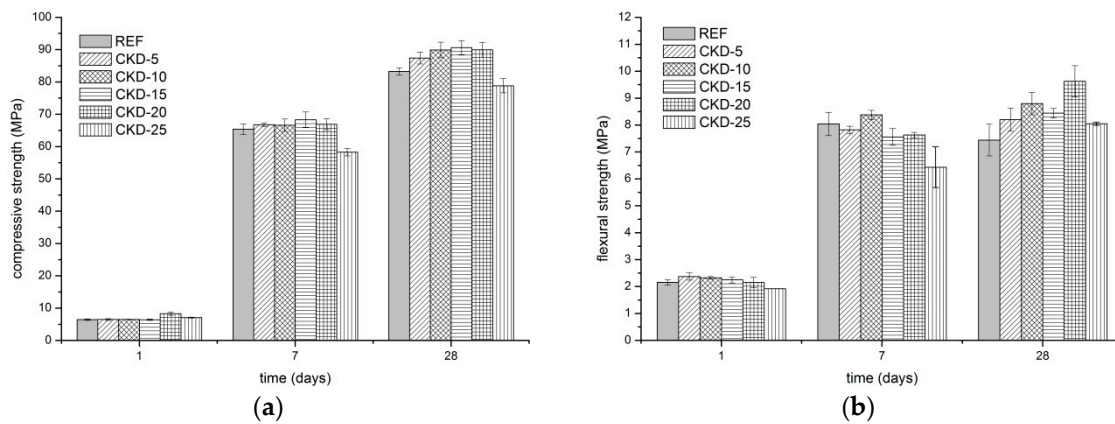 compressive strength (MPa)
100
90
80
70
60
50
40
30
20
10
0
REF
CKD-5
CKD-10
CKD-15
CKD-20
CKD-25
1 7 28
time (days)
(a)
flexural strength (MPa)
12
11
10
9
8
7
6
5
4
3
2
1
0
REF
CKD-5
CKD-10
CKD-15
CKD-20
CKD-25
1 7 28
time (days)
(b)